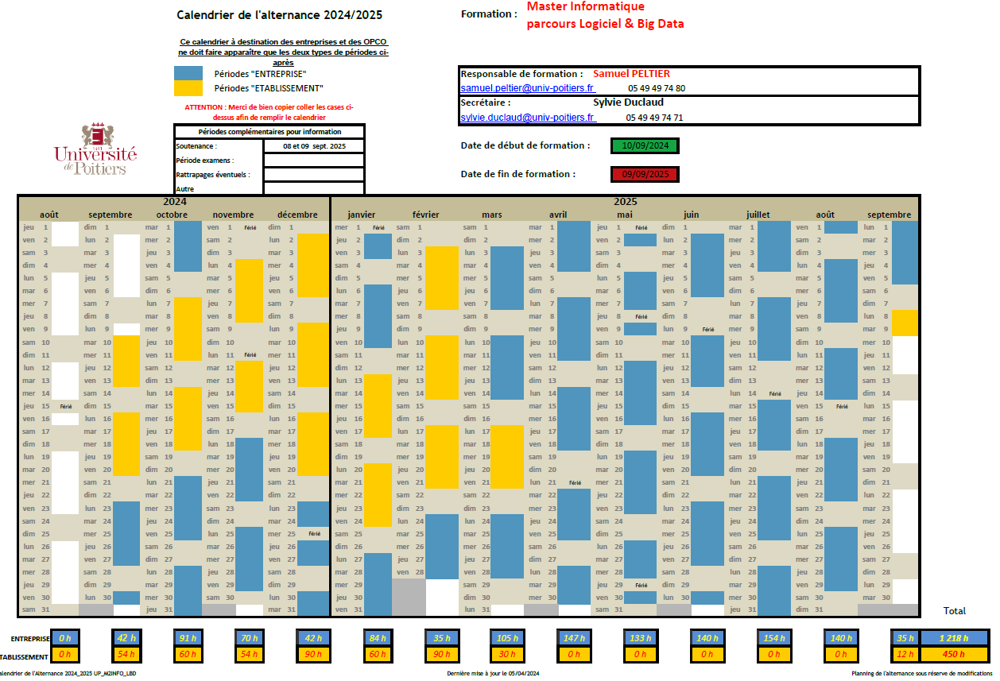 Calendrier de l'alternance 2024/2025
Formation :
Master Informatique
parcours Logiciel & Big Data
Ce calendrier à destination des entreprises et des OPCO
ne doit faire apparaître que les deux types de périodes ci-
après
Périodes "ENTREPRISE"
Périodes "ETABLISSEMENT"
ATTENTION : Merci de bien copier coller les cases ci-
dessus afin de remplir le calendrier
Responsable de formation : Samuel PELTIER
samuel.peltier@univ-poitiers.fr 05 49 49 74 80
Secrétaire : Sylvie Duclaud
sylvie.duclaud@univ-poitiers.fr 05 49 49 74 71
Université
de Poitiers
Périodes complémentaires pour information
Soutenance : 08 et 09 sept. 2025
Période examens :
Rattrapages éventuels :
Autre
Date de début de formation : 10/09/2024
Date de fin de formation : 09/09/2025
2024 2025
août septembre octobre novembre décembre janvier février mars avril mai juin juillet août septembre
jeu 1 dim 1 mar 1 ven 1 Férié dim 1 mer 1 Férié sam 1 sam 1 mar 1 jeu 1 Férié dim 1 mar 1 ven 1 lun 1
ven 2 lun 2 mer 2 sam 2 lun 2 jeu 2 dim 2 dim 2 mer 2 ven 2 lun 2 mer 2 sam 2 mar 2
sam 3 mar 3 jeu 3 dim 3 mar 3 ven 3 lun 3 lun 3 jeu 3 sam 3 mar 3 jeu 3 dim 3 mer 3
dim 4 mer 4 ven 4 lun 4 mer 4 sam 4 mar 4 mar 4 ven 4 dim 4 mer 4 ven 4 lun 4 jeu 4
lun 5 jeu 5 sam 5 mar 5 jeu 5 dim 5 mer 5 mer 5 sam 5 lun 5 jeu 5 sam 5 mar 5 ven 5
mar 6 ven 6 dim 6 mer 6 ven 6 lun 6 jeu 6 jeu 6 dim 6 mar 6 ven 6 dim 6 mer 6 sam 6
mer 7 sam 7 lun 7 jeu 7 sam 7 mar 7 ven 7 ven 7 lun 7 mer 7 sam 7 lun 7 jeu 7 dim 7
jeu 8 dim 8 mar 8 ven 8 dim 8 mer 8 sam 8 sam 8 mar 8 jeu 8 Férié dim 8 mar 8 ven 8 lun 8
ven 9 lun 9 mer 9 sam 9 lun 9 jeu 9 dim 9 dim 9 mer 9 ven 9 lun 9 Férié mer 9 sam 9 mar 9
sam 10 mar 10 jeu 10 dim 10 mar 10 ven 10 lun 10 lun 10 jeu 10 sam 10 mar 10 jeu 10 dim 10 mer 10
dim 11 mer 11 ven 11 lun 11 Férié mer 11 sam 11 mar 11 mar 11 ven 11 dim 11 mer 11 ven 11 lun 11 jeu 11
lun 12 jeu 12 sam 12 mar 12 jeu 12 dim 12 mer 12 mer 12 sam 12 lun 12 jeu 12 sam 12 mar 12 ven 12
mar 13 ven 13 dim 13 mer 13 ven 13 lun 13 jeu 13 jeu 13 dim 13 mar 13 ven 13 dim 13 mer 13 sam 13
mer 14 sam 14 lun 14 jeu 14 sam 14 mar 14 ven 14 ven 14 lun 14 mer 14 sam 14 lun 14 Férié jeu 14 dim 14
jeu 15 Férié dim 15 mar 15 ven 15 dim 15 mer 15 sam 15 sam 15 mar 15 jeu 15 dim 15 mar 15 ven 15 Férié lun 15
ven 16 lun 16 mer 16 sam 16 lun 16 jeu 16 dim 16 dim 16 mer 16 ven 16 lun 16 mer 16 sam 16 mar 16
sam 17 mar 17 jeu 17 dim 17 mar 17 ven 17 lun 17 lun 17 jeu 17 sam 17 mar 17 jeu 17 dim 17 mer 17
dim 18 mer 18 ven 18 lun 18 mer 18 sam 18 mar 18 mar 18 ven 18 dim 18 mer 18 ven 18 lun 18 jeu 18
lun 19 jeu 19 sam 19 mar 19 jeu 19 dim 19 mer 19 mer 19 sam 19 lun 19 jeu 19 sam 19 mar 19 ven 19
mar 20 ven 20 dim 20 mer 20 ven 20 lun 20 jeu 20 jeu 20 dim 20 mar 20 ven 20 dim 20 mer 20 sam 20
mer 21 sam 21 lun 21 jeu 21 sam 21 mar 21 ven 21 ven 21 lun 21 Férié mer 21 sam 21 lun 21 jeu 21 dim 21
jeu 22 dim 22 mar 22 ven 22 dim 22 mer 22 sam 22 sam 22 mar 22 jeu 22 dim 22 mar 22 ven 22 lun 22
ven 23 lun 23 mer 23 sam 23 lun 23 jeu 23 dim 23 dim 23 mer 23 ven 23 lun 23 mer 23 sam 23 mar 23
sam 24 mar 24 jeu 24 dim 24 mar 24 ven 24 lun 24 lun 24 jeu 24 sam 24 mar 24 jeu 24 dim 24 mer 24
dim 25 mer 25 ven 25 lun 25 mer 25 Férié sam 25 mar 25 mar 25 ven 25 dim 25 mer 25 ven 25 lun 25 jeu 25
lun 26 jeu 26 sam 26 mar 26 jeu 26 dim 26 mer 26 mer 26 sam 26 lun 26 jeu 26 sam 26 mar 26 ven 26
mar 27 ven 27 dim 27 mer 27 ven 27 lun 27 jeu 27 jeu 27 dim 27 mar 27 ven 27 dim 27 mer 27 sam 27
mer 28 sam 28 lun 28 jeu 28 sam 28 mar 28 ven 28 ven 28 lun 28 mer 28 sam 28 lun 28 jeu 28 dim 28
jeu 29 dim 29 mar 29 ven 29 dim 29 mer 29 sam 29 mar 29 jeu 29 Férié dim 29 mar 29 ven 29 lun 29
ven 30 lun 30 mer 30 sam 30 lun 30 jeu 30 dim 30 mer 30 ven 30 lun 30 mer 30 sam 30 mar 30
sam 31 jeu 31 mar 31 ven 31 lun 31 sam 31 jeu 31 dim 31
Total
ENTREPRISE 0 h 42 h 91 h 70 h 42 h 84 h 35 h 105 h 147 h 133 h 140 h 154 h 140 h 35 h 1 218 h
TABLISSEMENT 0 h 54 h 60 h 54 h 90 h 60 h 90 h 30 h 0 h 0 h 0 h 0 h 0 h 12 h 450 h
alendrier de l'Alternance 2024_2025 UP_M2INFO_LBD
Dernière mise à jour le 05/04/2024
Planning de l'alternance sous réserve de modifications